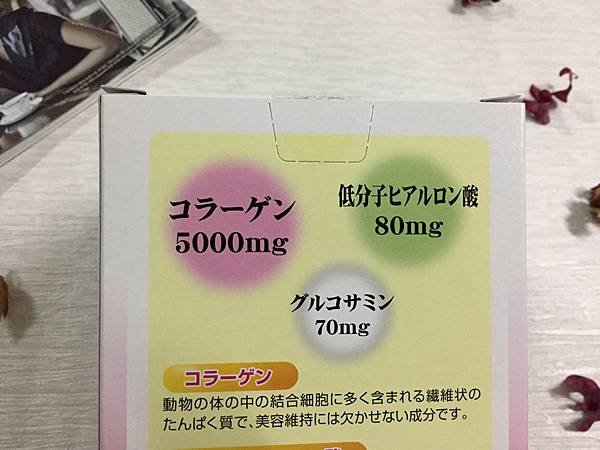 コラーゲン
5000mg
低分子ヒアルロン酸
80mg
グルコサミン
70mg
コラーゲン
動物の体の中の結合細胞に多く含まれる繊維状の
たんぱく質で、美容維持には欠かせない成分です。